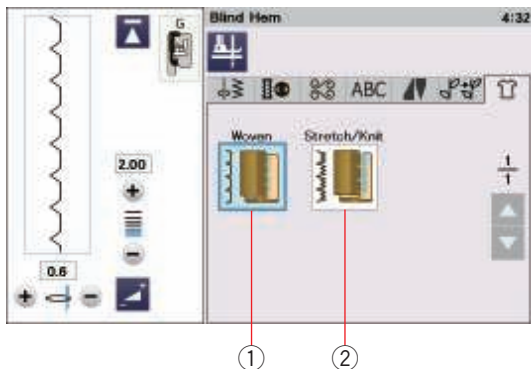 G
Blind Hem 4:32
ABC
Woven Stretch/Knit
2.00
1
1
0.6
① ②